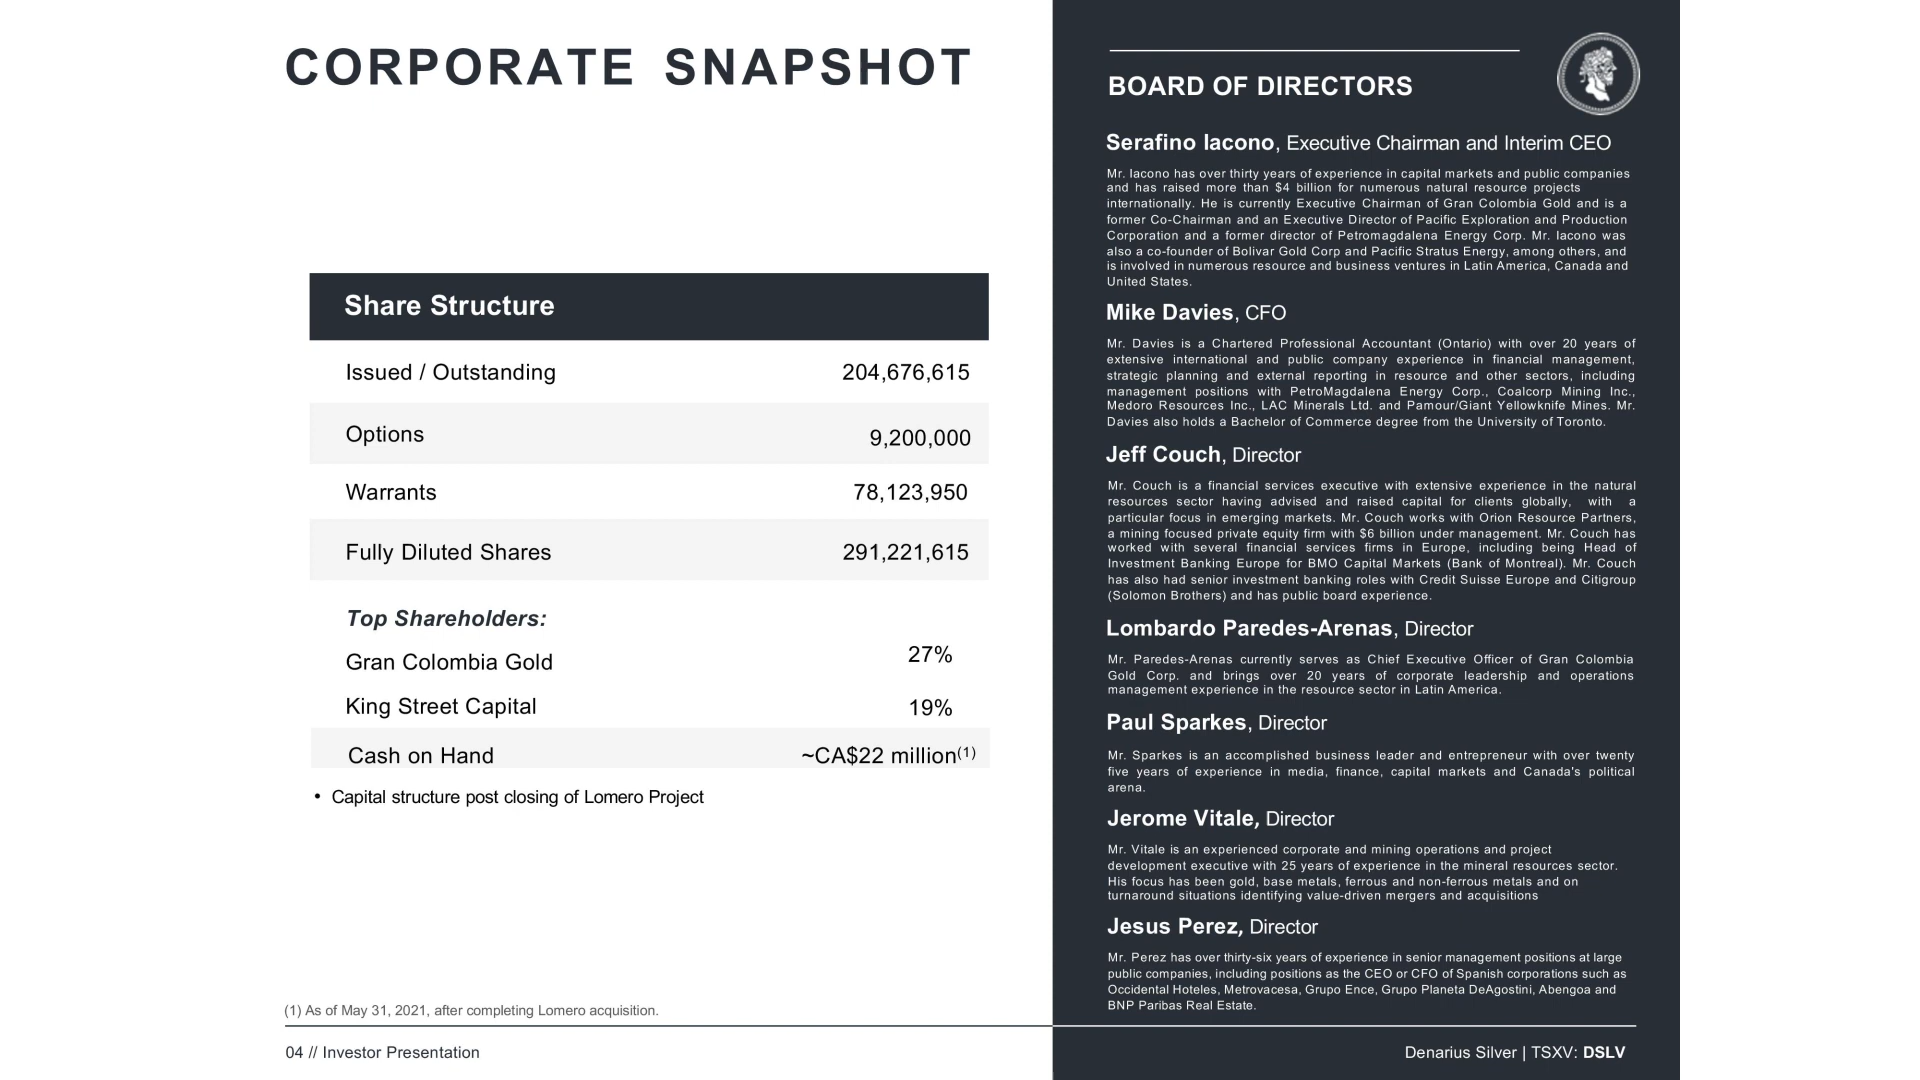 CORPORATE SNAPSHOT
Share Structure
Issued / Outstanding 204,676,615
Options 9,200,000
Warrants 78,123,950
Fully Diluted Shares 291,221,615
Top Shareholders:
Gran Colombia Gold 27%
King Street Capital 19%
Cash on Hand ~CA$22 million(1)
• Capital structure post closing of Lomero Project
(1) As of May 31, 2021, after completing Lomero acquisition.
04 // Investor Presentation
BOARD OF DIRECTORS
Serafino Iacono, Executive Chairman and Interim CEO
Mr. Iacono has over thirty years of experience in capital markets and public companies
and has raised more than $4 billion for numerous natural resource projects
internationally. He is currently Executive Chairman of Gran Colombia Gold and is a
former Co-Chairman and an Executive Director of Pacific Exploration and Production
Corporation and a former director of Petromagdalena Energy Corp. Mr. Iacono was
also a co-founder of Bolivar Gold Corp and Pacific Stratus Energy, among others, and
is involved in numerous resource and business ventures in Latin America, Canada and
United States.
Mike Davies, CFO
Mr. Davies is a Chartered Professional Accountant (Ontario) with over 20 years of
extensive international and public company experience in financial management,
strategic planning and external reporting in resource and other sectors, including
management positions with PetroMagdalena Energy Corp., Coalcorp Mining Inc.,
Medoro Resources Inc., LAC Minerals Ltd. and Pamour/Giant Yellowknife Mines. Mr.
Davies also holds a Bachelor of Commerce degree from the University of Toronto.
Jeff Couch, Director
Mr. Couch is a financial services executive with extensive experience in the natural
resources sector having advised and raised capital for clients globally, with a
particular focus in emerging markets. Mr. Couch works with Orion Resource Partners,
a mining focused private equity firm with $6 billion under management. Mr. Couch has
worked with several financial services firms in Europe, including being Head of
Investment Banking Europe for BMO Capital Markets (Bank of Montreal). Mr. Couch
has also had senior investment banking roles with Credit Suisse Europe and Citigroup
(Solomon Brothers) and has public board experience.
Lombardo Paredes-Arenas, Director
Mr. Paredes-Arenas currently serves as Chief Executive Officer of Gran Colombia
Gold Corp. and brings over 20 years of corporate leadership and operations
management experience in the resource sector in Latin America.
Paul Sparkes, Director
Mr. Sparkes is an accomplished business leader and entrepreneur with over twenty
five years of experience in media, finance, capital markets and Canada's political
arena.
Jerome Vitale, Director
Mr. Vitale is an experienced corporate and mining operations and project
development executive with 25 years of experience in the mineral resources sector.
His focus has been gold, base metals, ferrous and non-ferrous metals and on
turnaround situations identifying value-driven mergers and acquisitions
Jesus Perez, Director
Mr. Perez has over thirty-six years of experience in senior management positions at large
public companies, including positions as the CEO or CFO of Spanish corporations such as
Occidental Hoteles, Metrovacesa, Grupo Ence, Grupo Planeta DeAgostini, Abengoa and
BNP Paribas Real Estate.
Denarius Silver | TSXV: DSLV